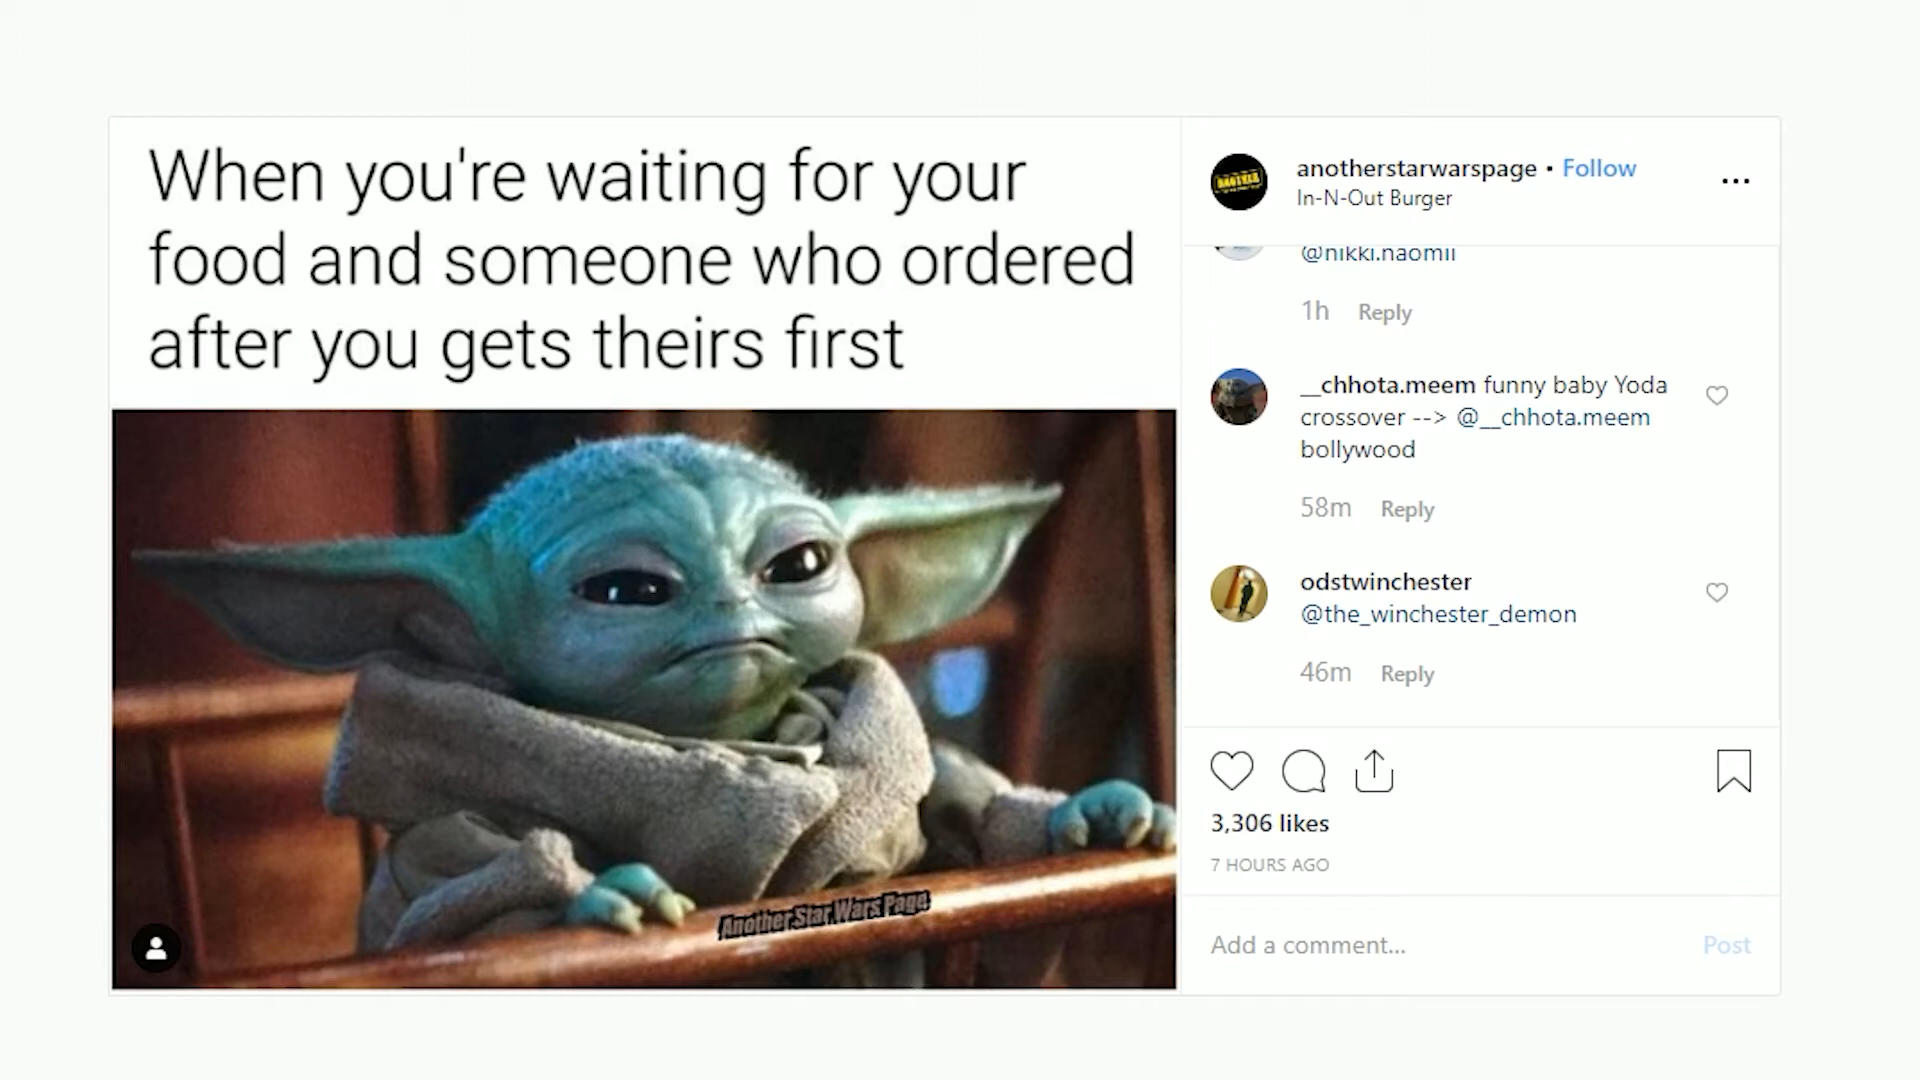 When you're waiting for your
food and someone who ordered
after you gets theirs first
Another Star Wars Page
anotherstarwarspage • Follow
In-N-Out Burger
@nikki.naomii
1h Reply
__chhota.meem funny baby Yoda
crossover --> @__chhota.meem
bollywood
58m Reply
odstwinchester
@the_winchester_demon
46m Reply
3,306 likes
7 HOURS AGO
Add a comment... Post